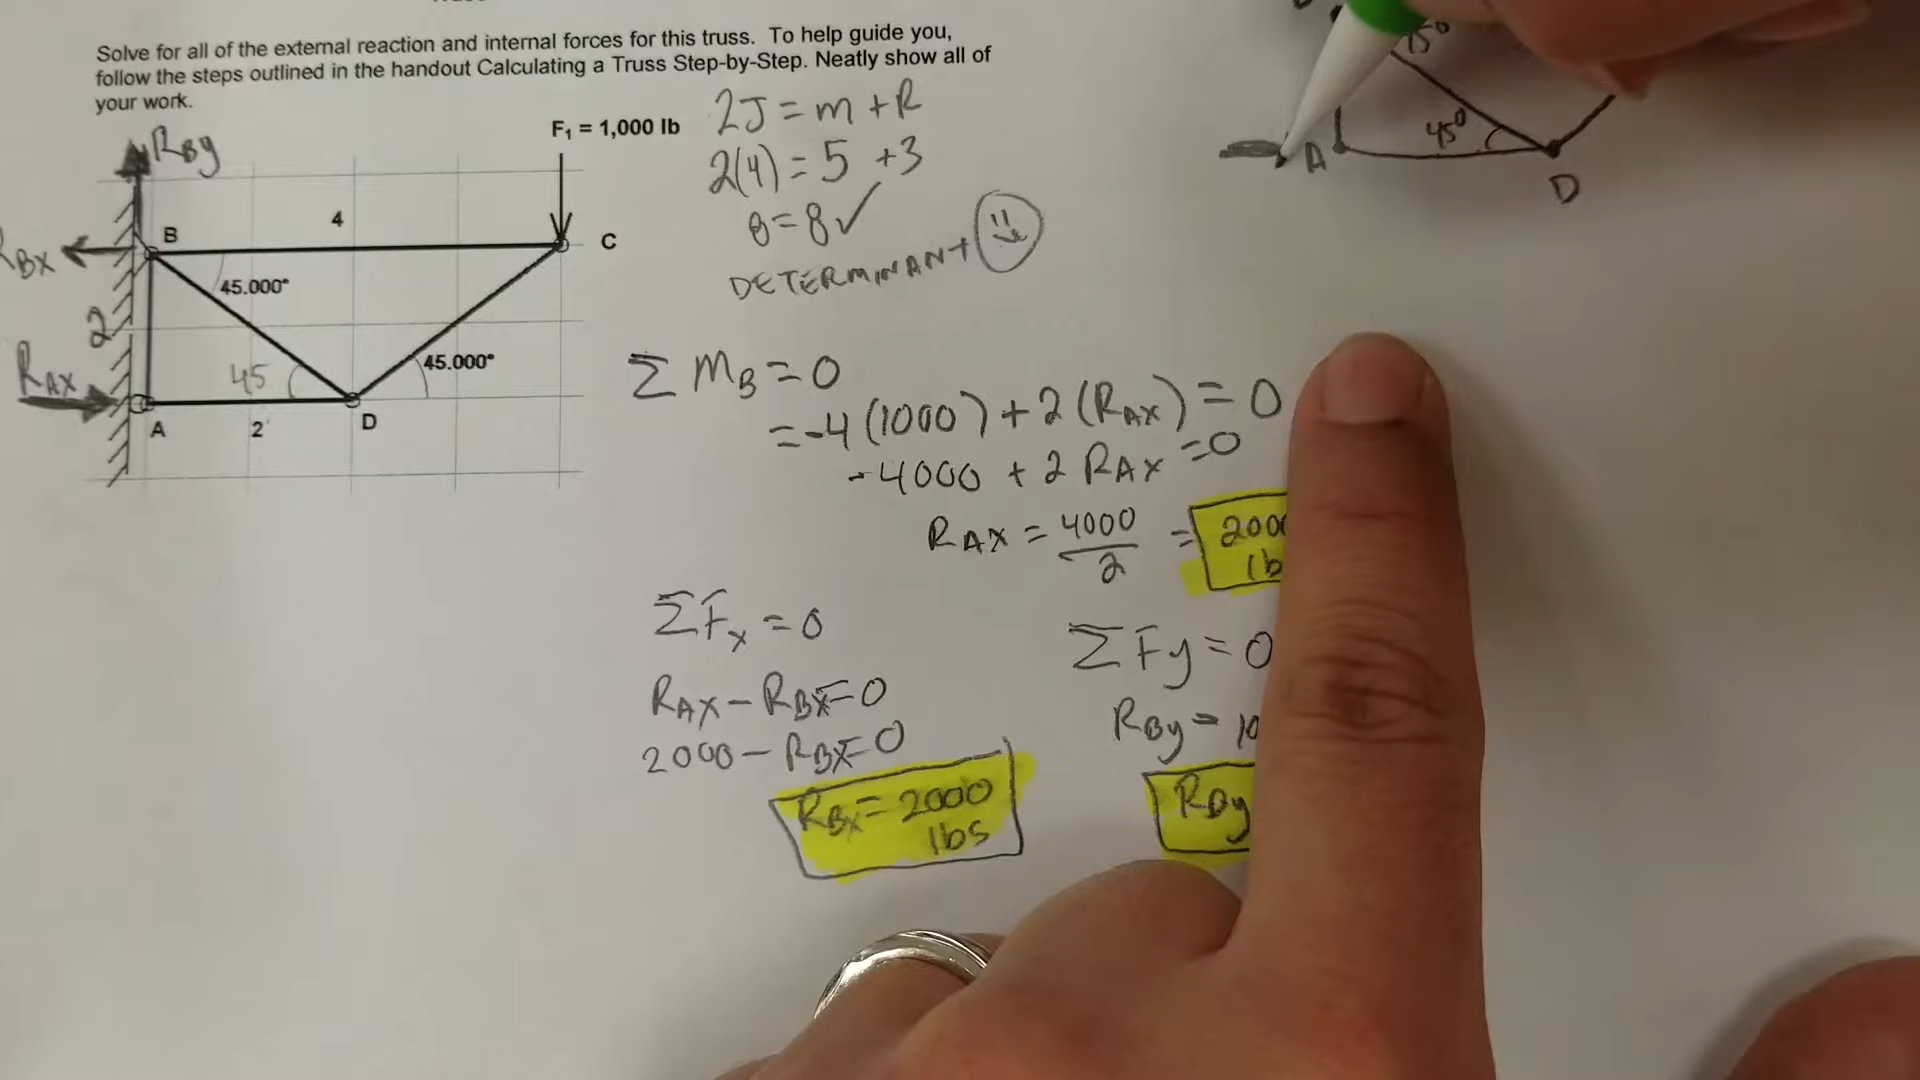 Solve for all of the external reaction and internal forces for this truss. To help guide you,
follow the steps outlined in the handout Calculating a Truss Step-by-Step. Neatly show all of
your work.
RBy
F1 = 1,000 lb
B
4
C
RBX
45.000°
2
RAX
45
45.000°
A
2'
D
2J = m + R
2(4) = 5 + 3
8 = 8 ✓
DETERMINANT
75°
45°
A
D
Σ MB = 0
= -4 (1000) + 2 (RAX) = 0
-4000 + 2 RAX = 0
RAX = 4000/2 =
lb
ΣFx = 0
RAX - RBX = 0
2000 - RBX = 0
RBX = 2000
lbs
ΣFy = 0
RBy =
RBy